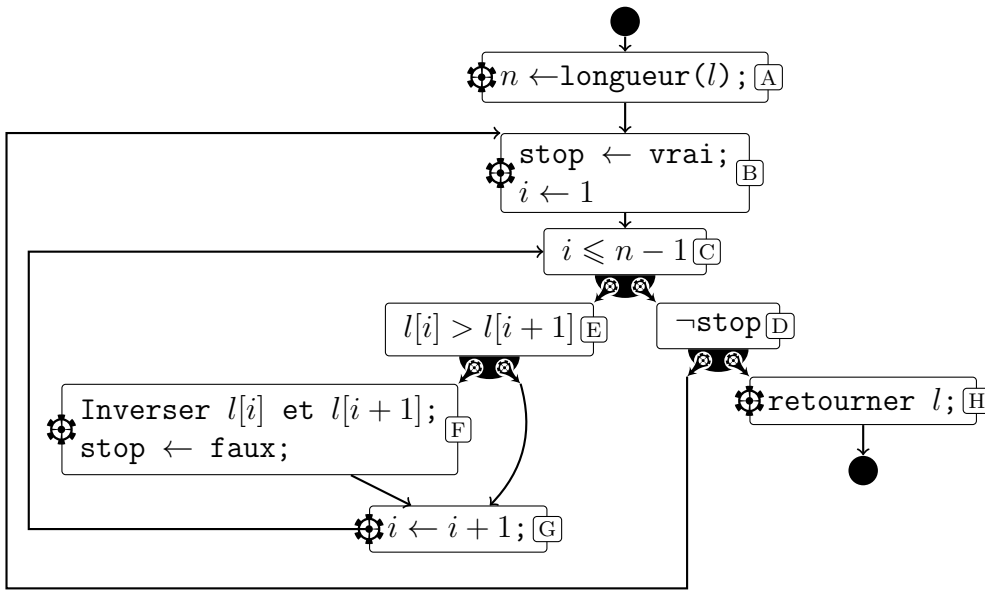 n ←longueur(l); A
stop ← vrai;
i ← 1 B
i ⩽ n − 1 C
l[i] > l[i + 1] E
¬stop D
Inverser l[i] et l[i + 1];
stop ← faux; F
retourner l; H
i ← i + 1; G